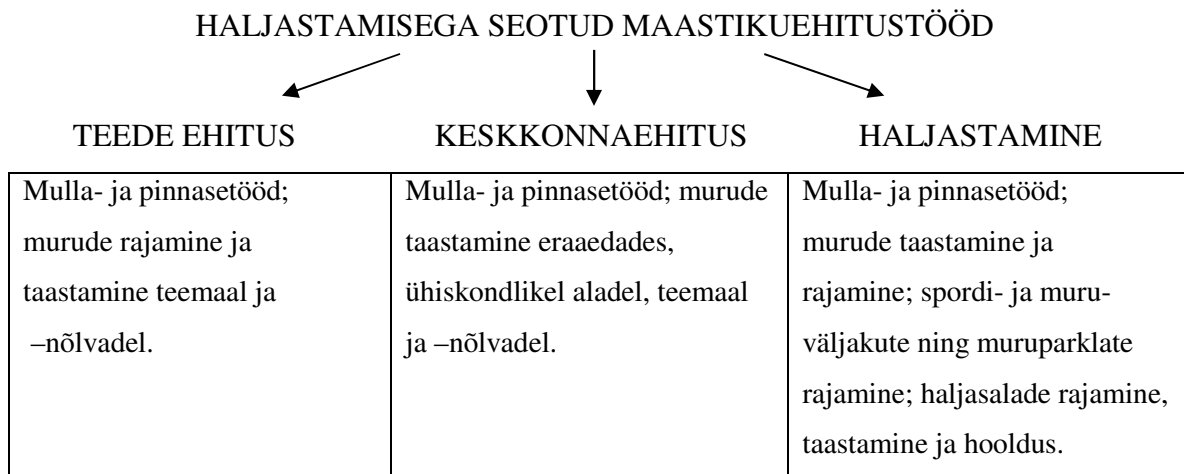 HALJASTAMISEGA SEOTUD MAASTIKUEHITUSTÖÖD
TEEDE EHITUS
KESKKONNAEHITUS
HALJASTAMINE
Mulla- ja pinnasetööd;
murude rajamine ja
taastamine teemaal ja
–nõlvadel.
Mulla- ja pinnasetööd; murude
taastamine eraaedades,
ühiskondlikel aladel, teemaal
ja –nõlvadel.
Mulla- ja pinnasetööd;
murude taastamine ja
rajamine; spordi- ja muru-
väljakute ning muruparklate
rajamine; haljasalade rajamine,
taastamine ja hooldus.